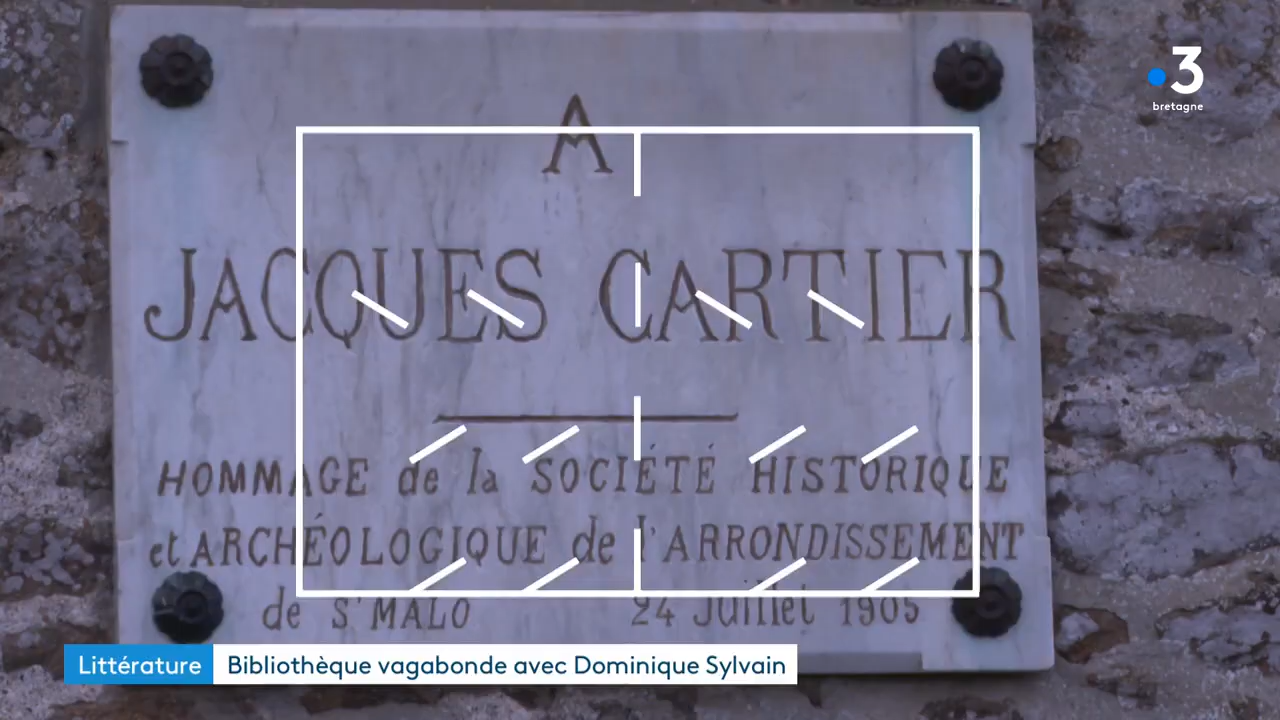 3
bretagne
A
JACQUES CARTIER
HOMMAGE de la SOCIÉTÉ HISTORIQUE
et ARCHÉOLOGIQUE de l'ARRONDISSEMENT
de St MALO 24 Juillet 1905
Littérature Bibliothèque vagabonde avec Dominique Sylvain